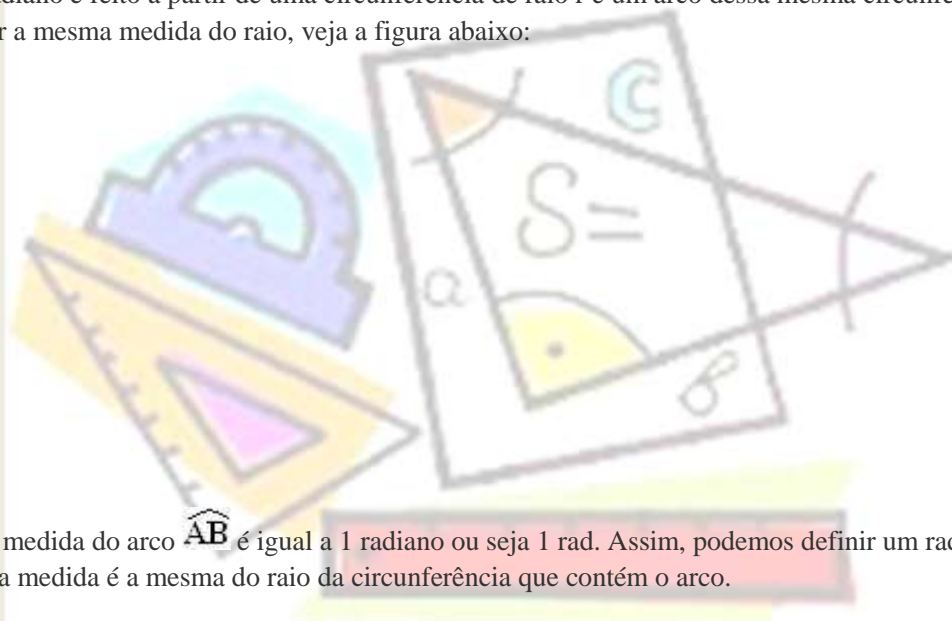 adiano é feito a partir de uma circunferência de raio r e um arco dessa mesma circunfer
r a mesma medida do raio, veja a figura abaixo:
C
S=
a
b
medida do arco AB é igual a 1 radiano ou seja 1 rad. Assim, podemos definir um rad
a medida é a mesma do raio da circunferência que contém o arco.